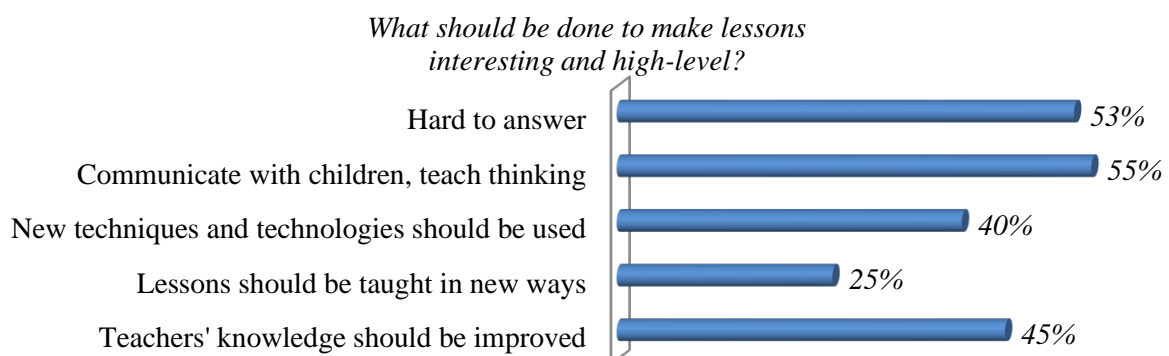 What should be done to make lessons
interesting and high-level?
Hard to answer 53%
Communicate with children, teach thinking 55%
New techniques and technologies should be used 40%
Lessons should be taught in new ways 25%
Teachers' knowledge should be improved 45%